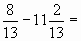 8/13 − 11 2/13 =